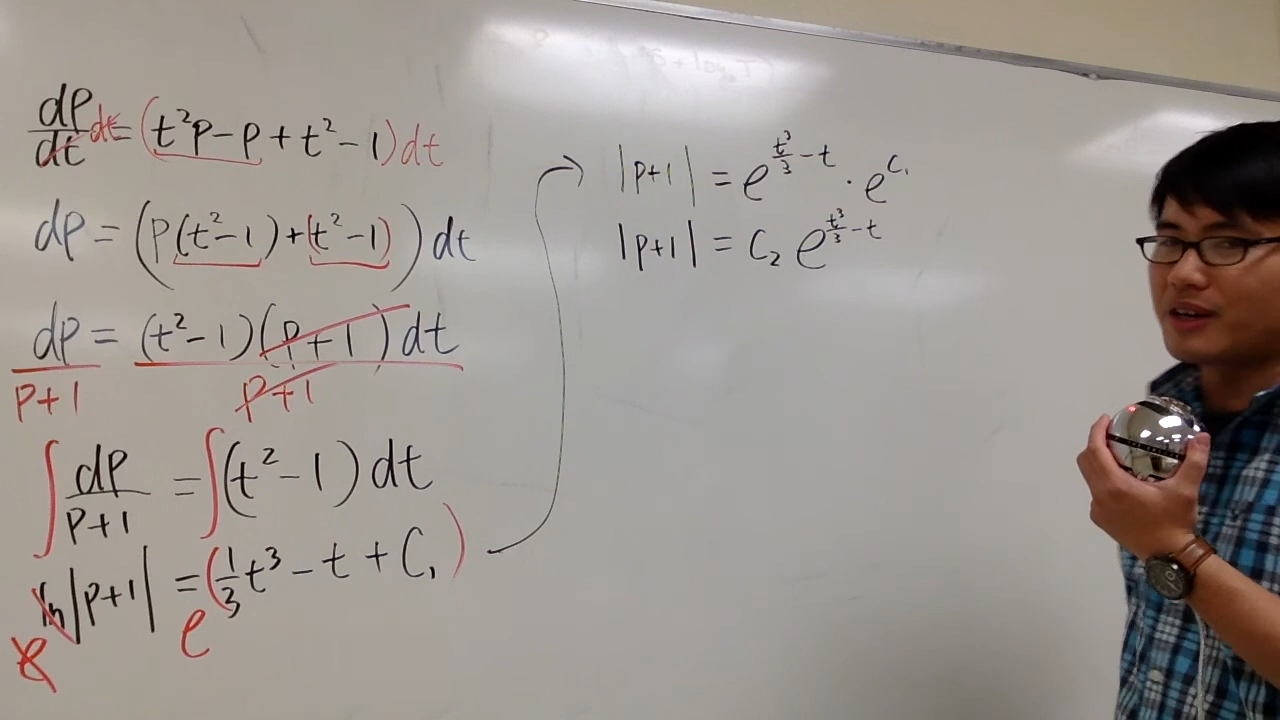 dP/dt dt = (t²P - P + t² - 1) dt
dP = (P(t² - 1) + (t² - 1)) dt
dP/(P+1) = (t² - 1)(P+1) dt/(P+1)
∫ dP/(P+1) = ∫ (t² - 1) dt
e ln|P+1| = e (1/3 t³ - t + C₁)
|P+1| = e^(t³/3 - t) · e^C₁
|P+1| = C₂ e^(t³/3 - t)